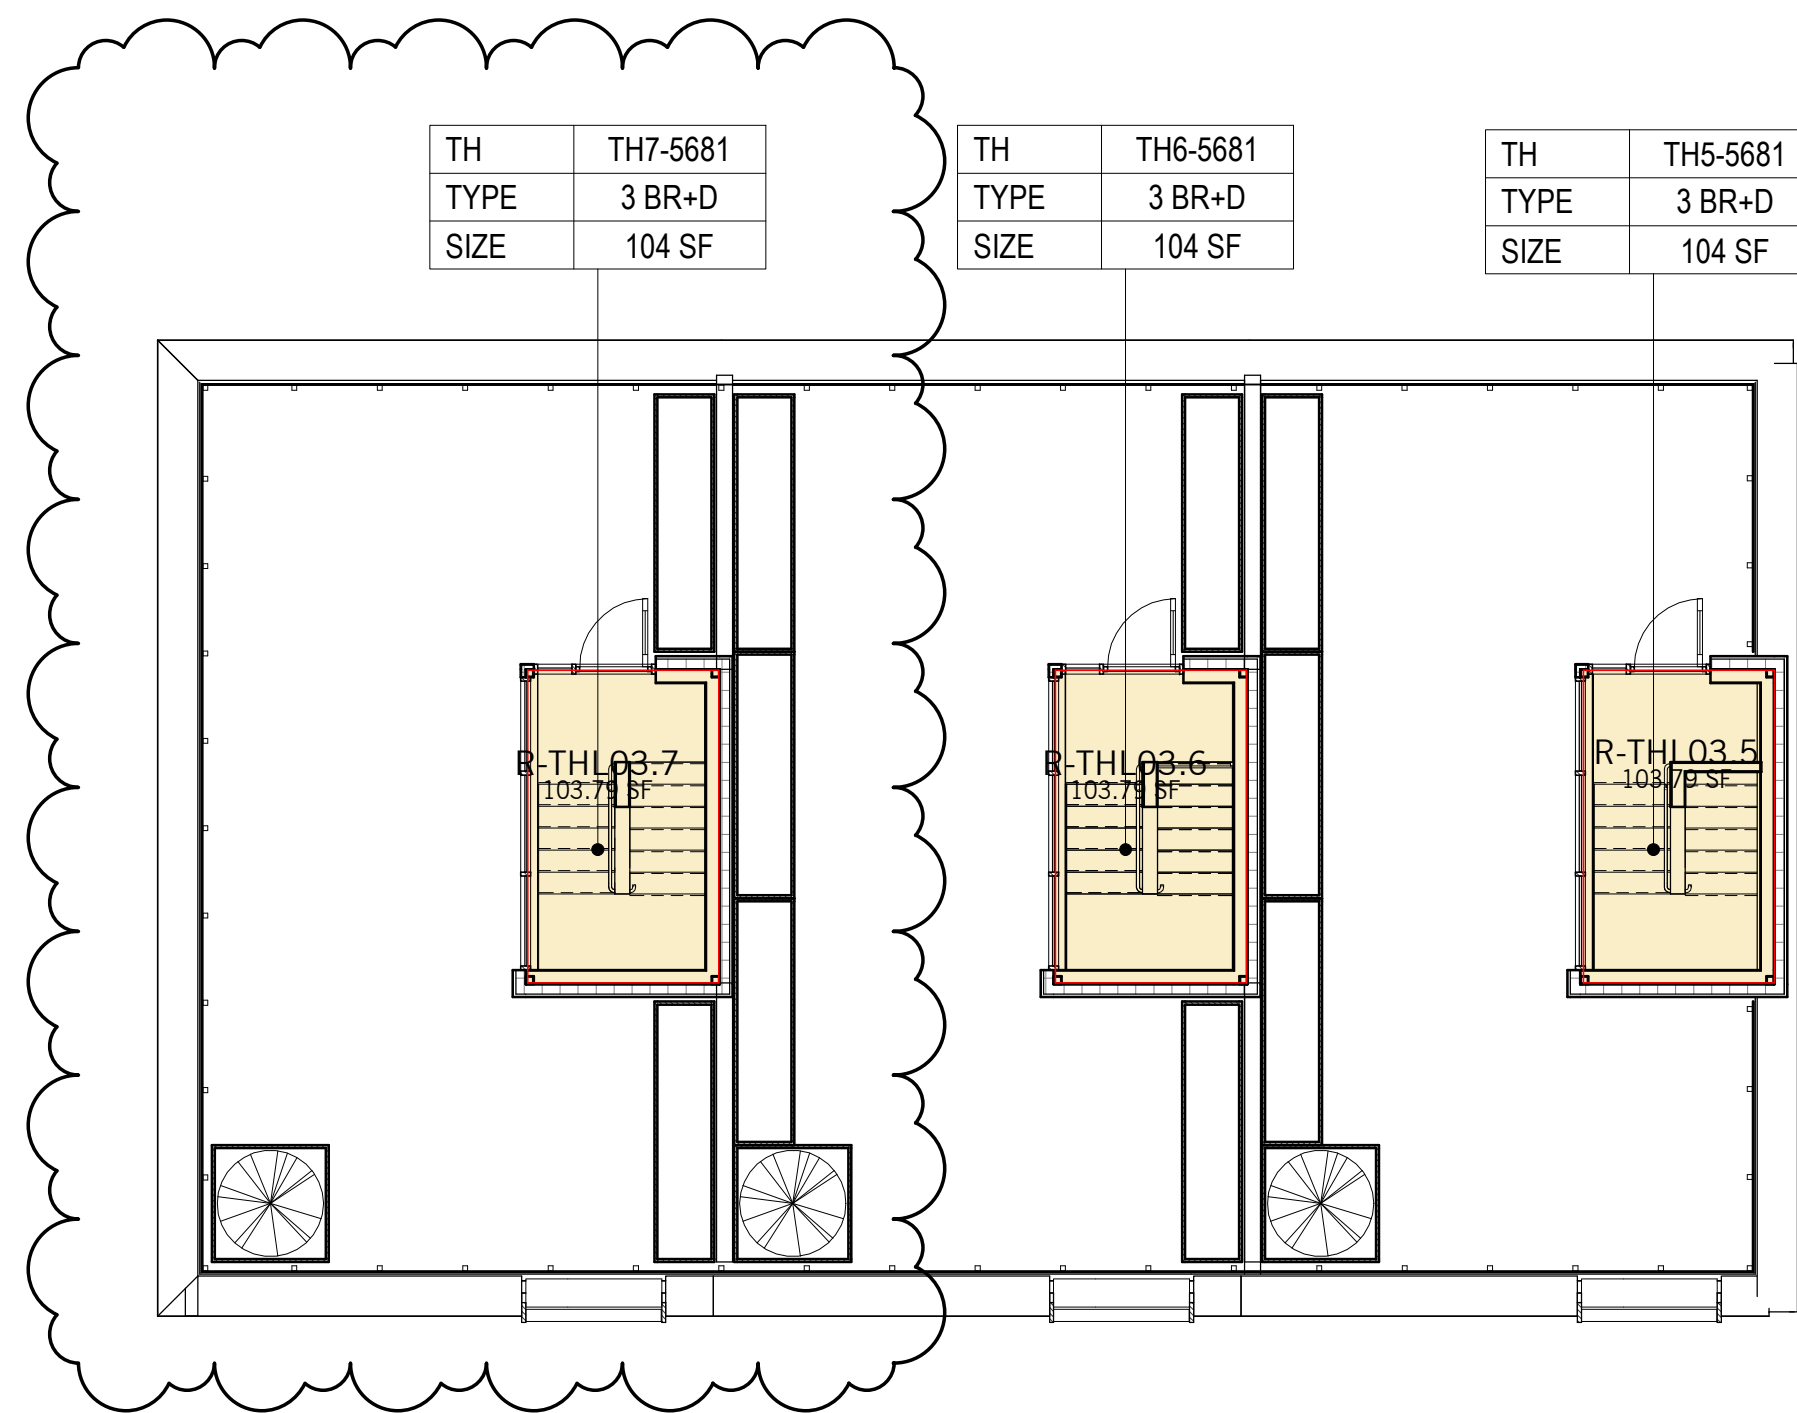 TH TH7-5681
TYPE 3 BR+D
SIZE 104 SF
TH TH6-5681
TYPE 3 BR+D
SIZE 104 SF
TH TH5-5681
TYPE 3 BR+D
SIZE 104 SF
R-THL03.7
103.79 SF
R-THL03.6
103.79 SF
R-THL03.5
103.79 SF